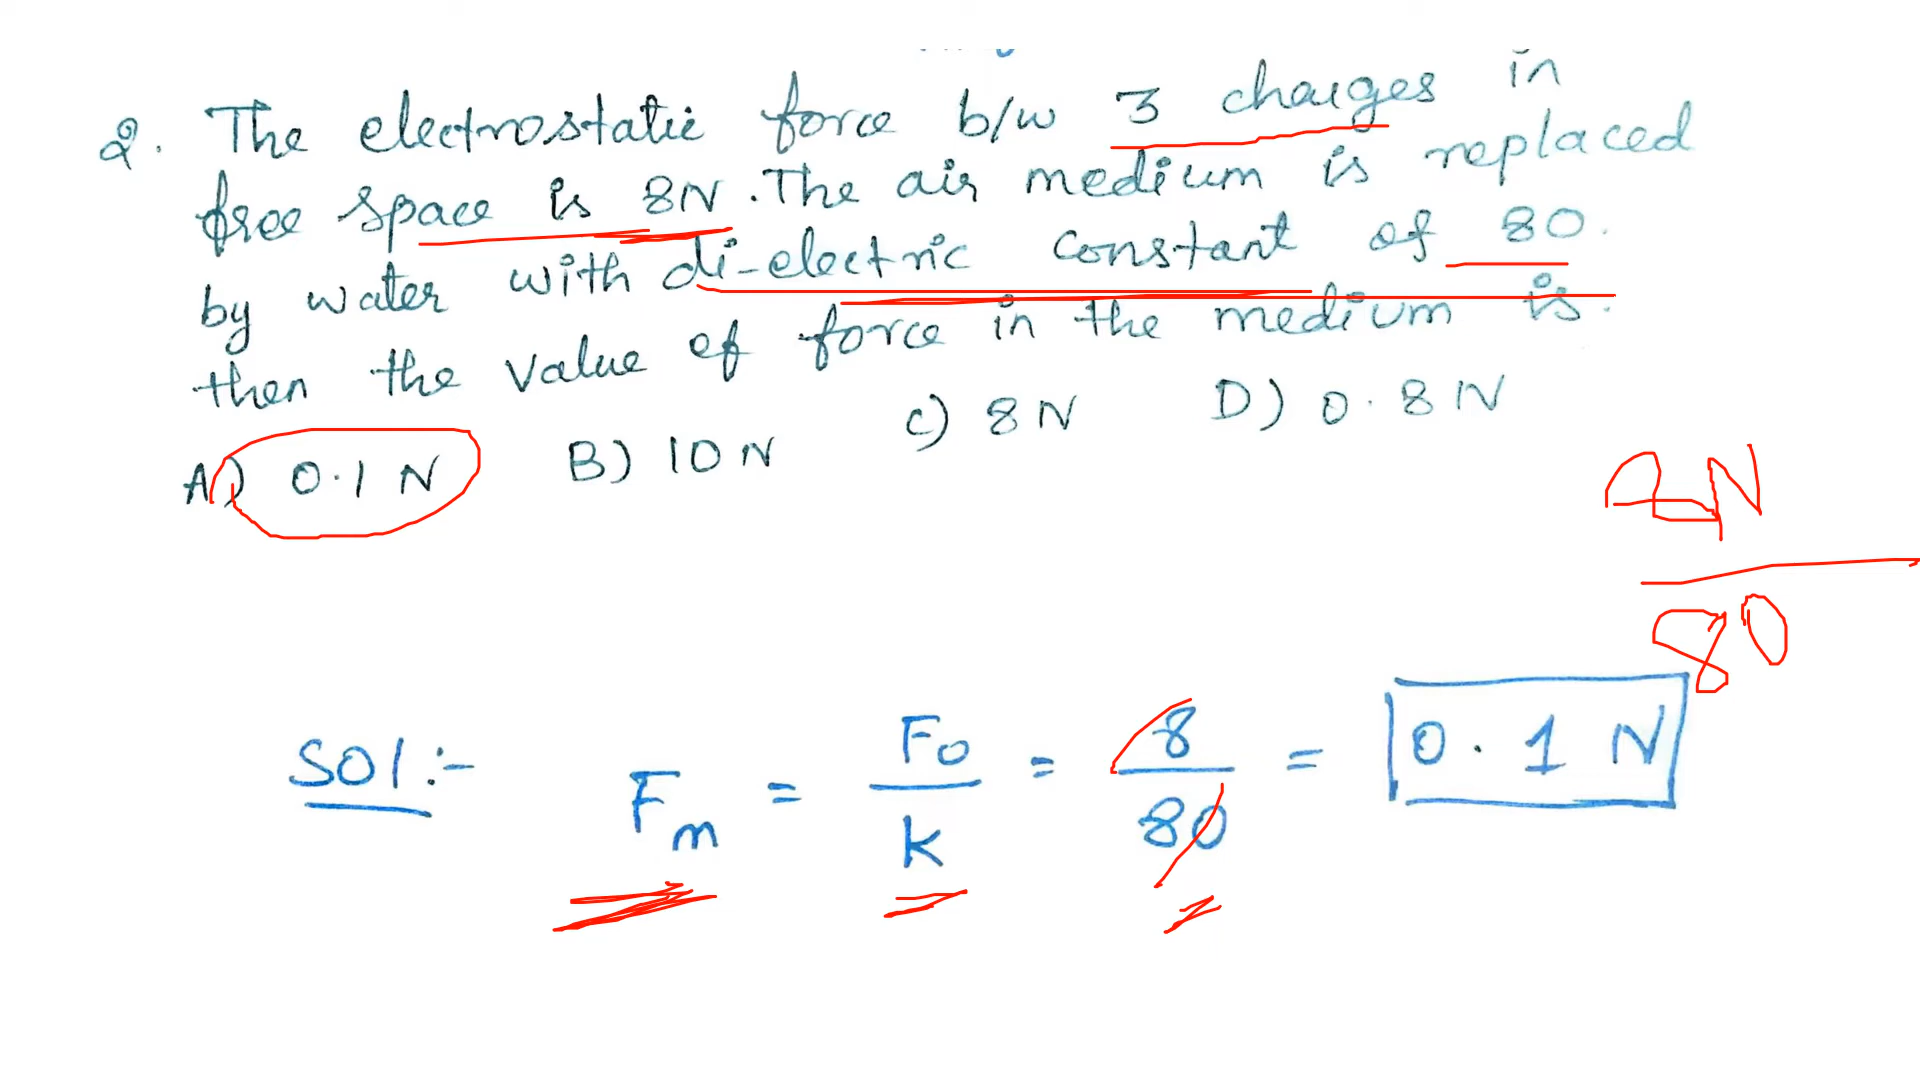 2. The electrostatic force b/w 3 charges in
free space is 8N. The air medium is replaced
by water with di-electric constant of 80.
then the value of force in the medium is.
A) 0.1 N B) 10 N C) 8 N D) 0.8 N
N
80
SOl:- Fm = F0/k = 8/80 = 0.1 N